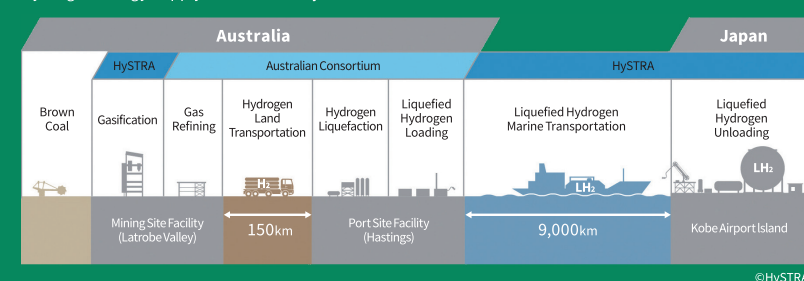 Australia
Japan
HySTRA
Australian Consortium
HySTRA
Brown
Coal
Gasification
Gas
Refining
Hydrogen
Land
Transportation
Hydrogen
Liquefaction
Liquefied
Hydrogen
Loading
Liquefied Hydrogen
Marine Transportation
Liquefied
Hydrogen
Unloading
H2
LH2
LH2
Mining Site Facility
(Latrobe Valley)
150km
Port Site Facility
(Hastings)
9,000km
Kobe Airport Island
©HySTRA